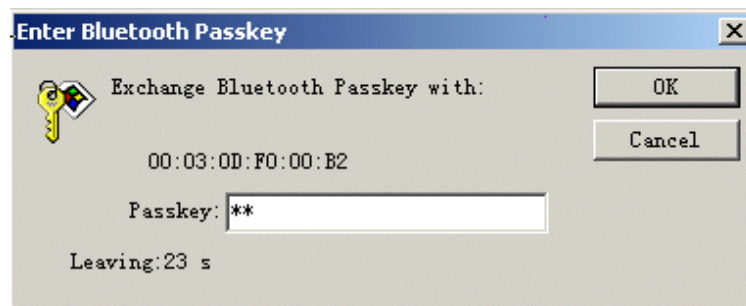 Enter Bluetooth Passkey
Exchange Bluetooth Passkey with:
OK
Cancel
00:03:0D:F0:00:B2
Passkey: **
Leaving:23 s